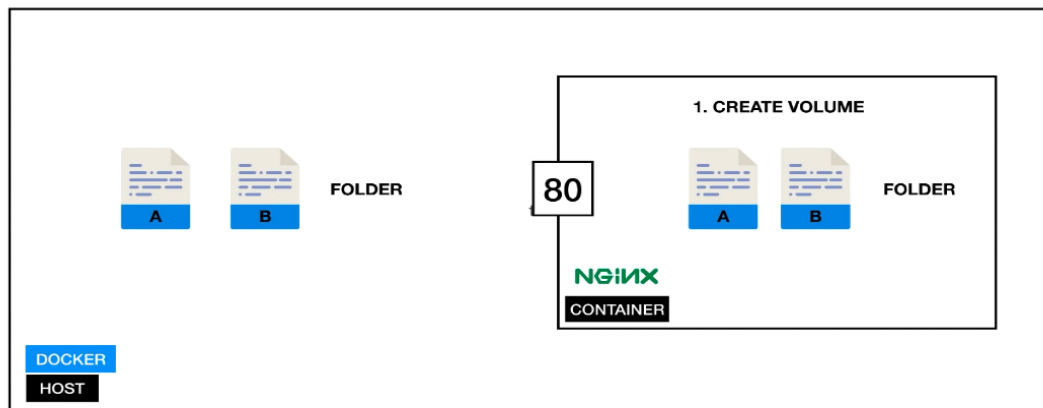 1. CREATE VOLUME
A
B
FOLDER
80
A
B
FOLDER
NGINX
CONTAINER
DOCKER
HOST